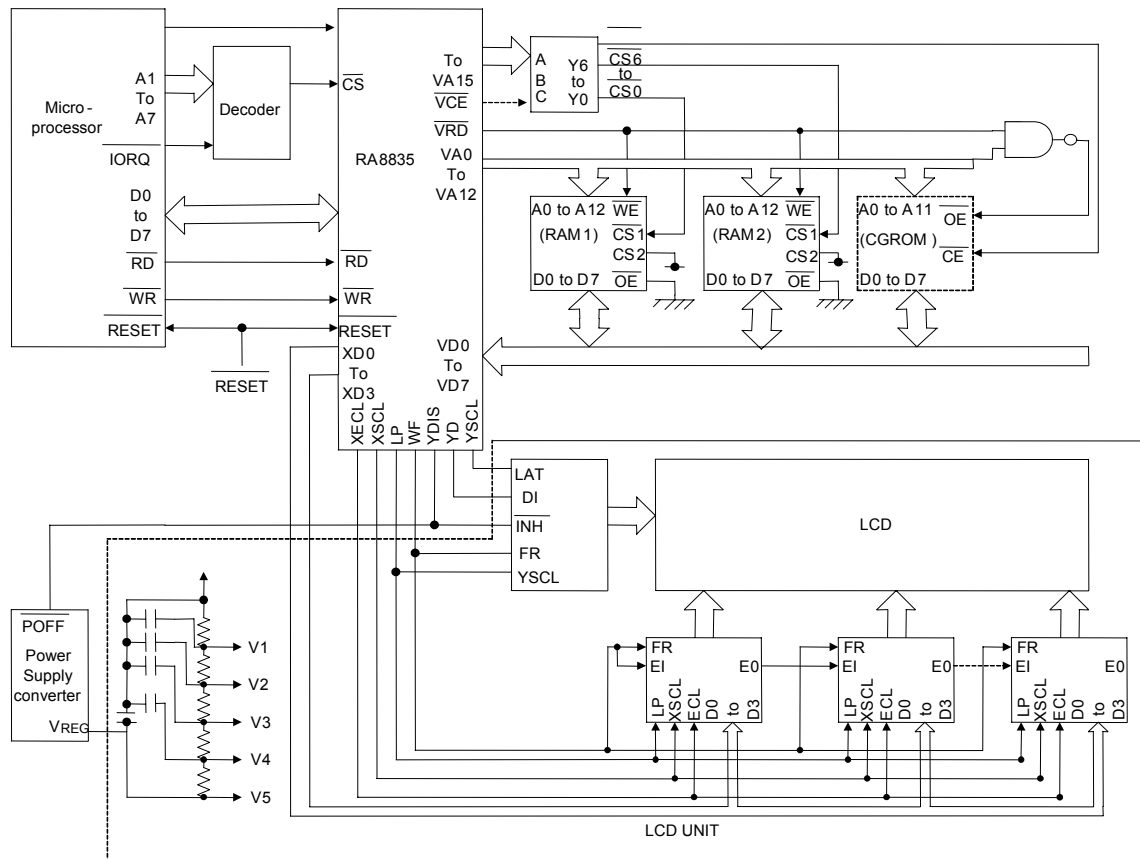 Micro-
processor
A1
To
A7
IORQ
D0
to
D7
RD
WR
RESET
Decoder
RESET
CS
RA8835
RD
WR
RESET
XD0
To
XD3
To
VA15
VCE
VRD
VA0
To
VA12
VD0
To
VD7
XECL
XSCL
LP
WF
YDIS
YD
YSCL
A
B
C
Y6
to
Y0
CS6
to
CS0
A0 to A12
(RAM1)
D0 to D7
WE
CS1
CS2
OE
A0 to A12
(RAM2)
D0 to D7
WE
CS1
CS2
OE
A0 to A11
(CGROM)
D0 to D7
OE
CE
LAT
DI
INH
FR
YSCL
LCD
POFF
Power
Supply
converter
VREG
V1
V2
V3
V4
V5
FR
EI
E0
LP
XSCL
ECL
D0
to
D3
FR
EI
E0
LP
XSCL
ECL
D0
to
D3
FR
EI
E0
LP
XSCL
ECL
D0
to
D3
LCD UNIT